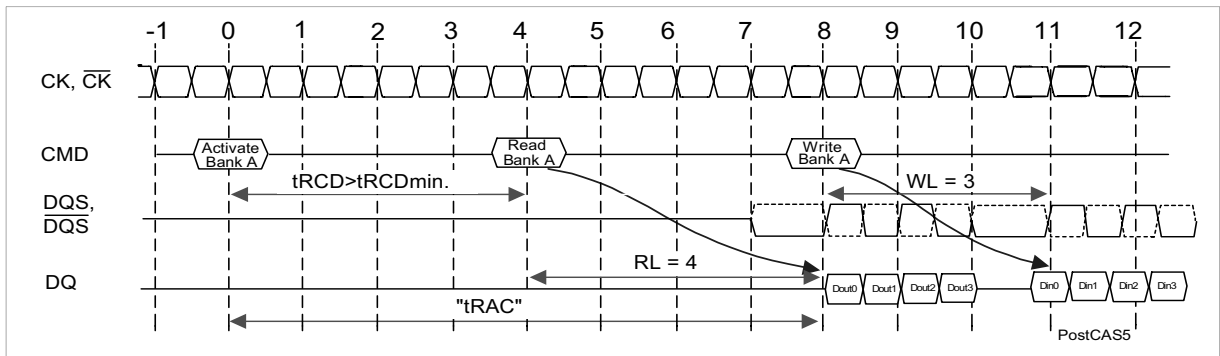 -1 0 1 2 3 4 5 6 7 8 9 10 11 12
CK, CK
CMD
Activate
Bank A
Read
Bank A
Write
Bank A
tRCD>tRCDmin.
WL = 3
DQS,
DQS
RL = 4
DQ
Dout0 Dout1 Dout2 Dout3 Din0 Din1 Din2 Din3
"tRAC"
PostCAS5